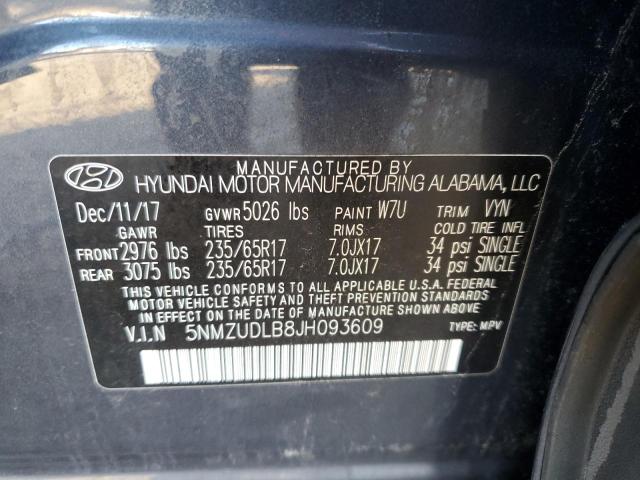 MANUFACTURED BY
HYUNDAI MOTOR MANUFACTURING ALABAMA, LLC
Dec/11/17 GVWR 5026 lbs PAINT W7U TRIM VYN
GAWR TIRES RIMS COLD TIRE INFL
FRONT 2976 lbs 235/65R17 7.0JX17 34 psi SINGLE
REAR 3075 lbs 235/65R17 7.0JX17 34 psi SINGLE
THIS VEHICLE CONFORMS TO ALL APPLICABLE U.S.A. FEDERAL
MOTOR VEHICLE SAFETY AND THEFT PREVENTION STANDARDS
IN EFFECT ON THE DATE OF MANUFACTURE SHOWN ABOVE
V.I.N 5NMZUDLB8JH093609 TYPE: MPV